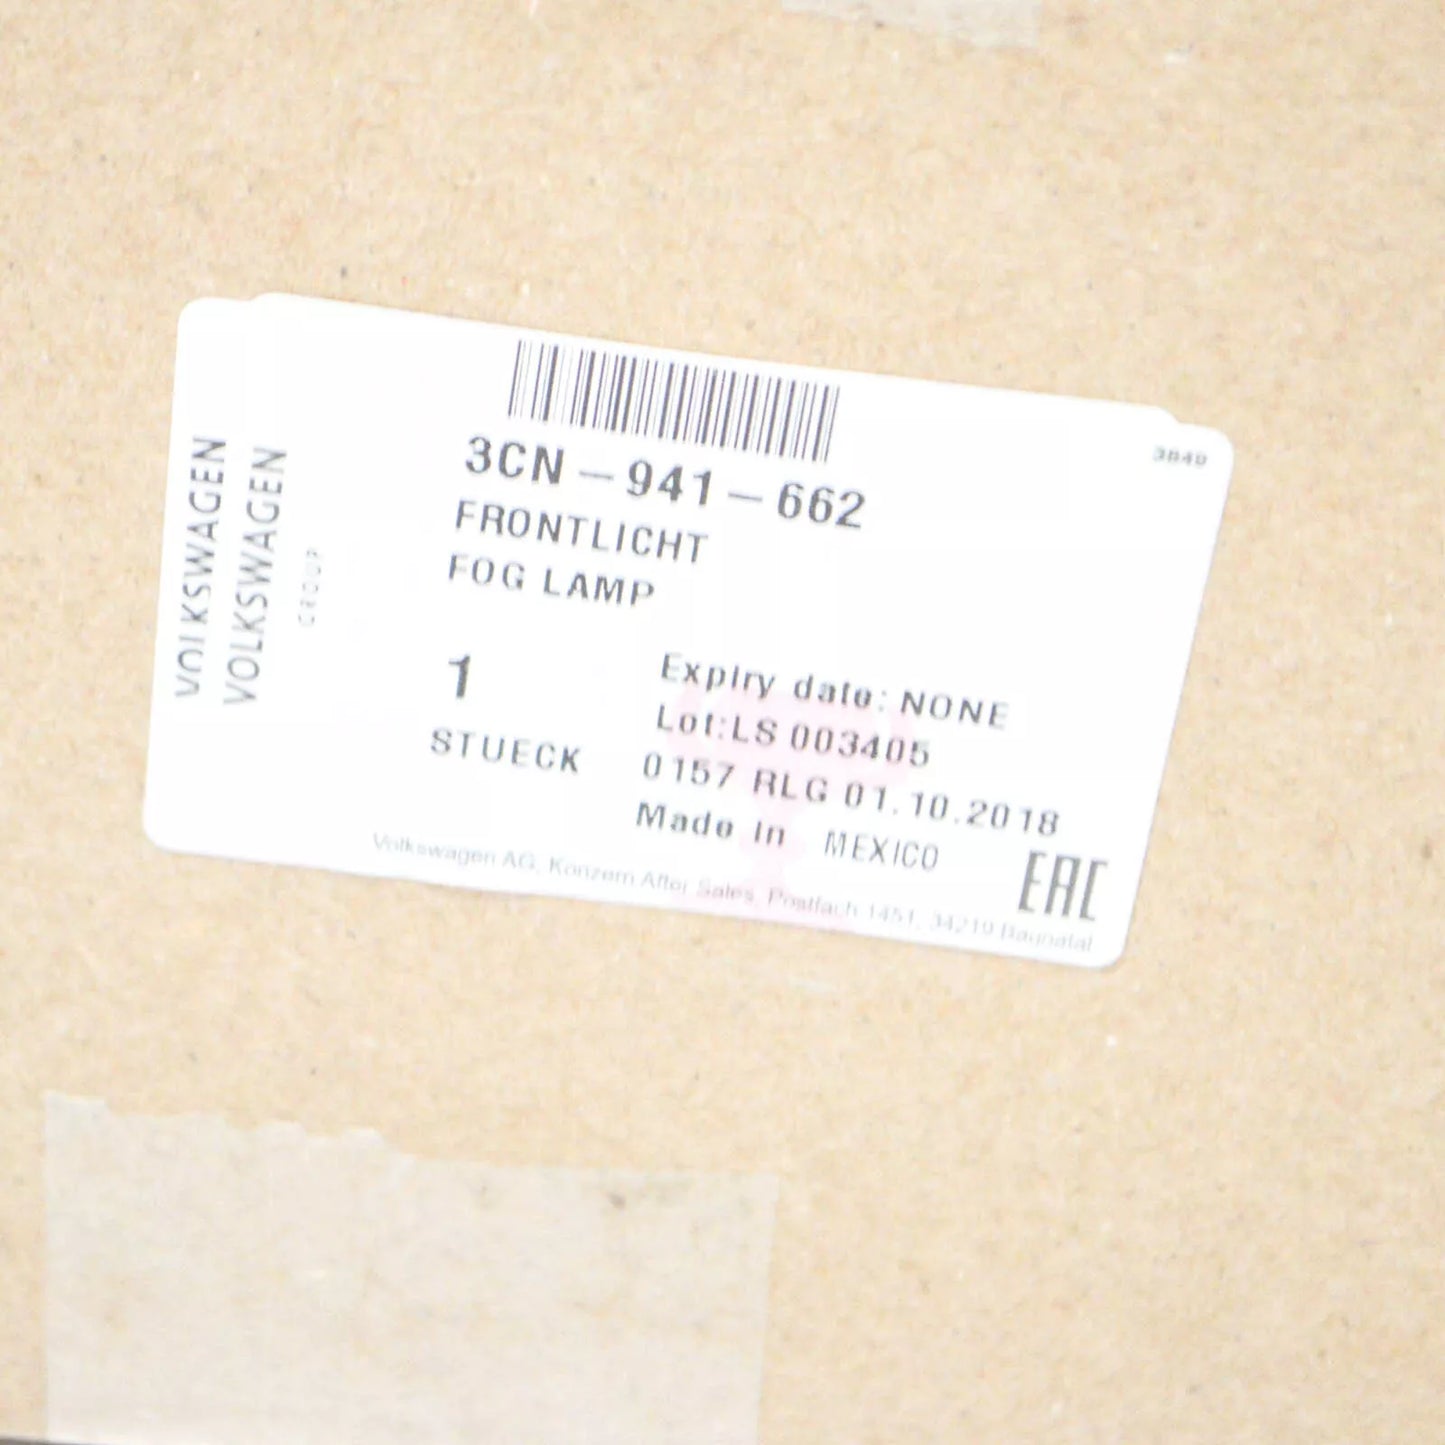 VOLKSWAGEN
VOLKSWAGEN
GROUP
3849
3CN-941-662
FRONTLICHT
FOG LAMP
1
STUECK
Expiry date: NONE
Lot:LS 003405
0157 RLG 01.10.2018
Made in MEXICO
EAC
Volkswagen AG, Konzern After Sales, Postfach 1451, 34219 Baunatal